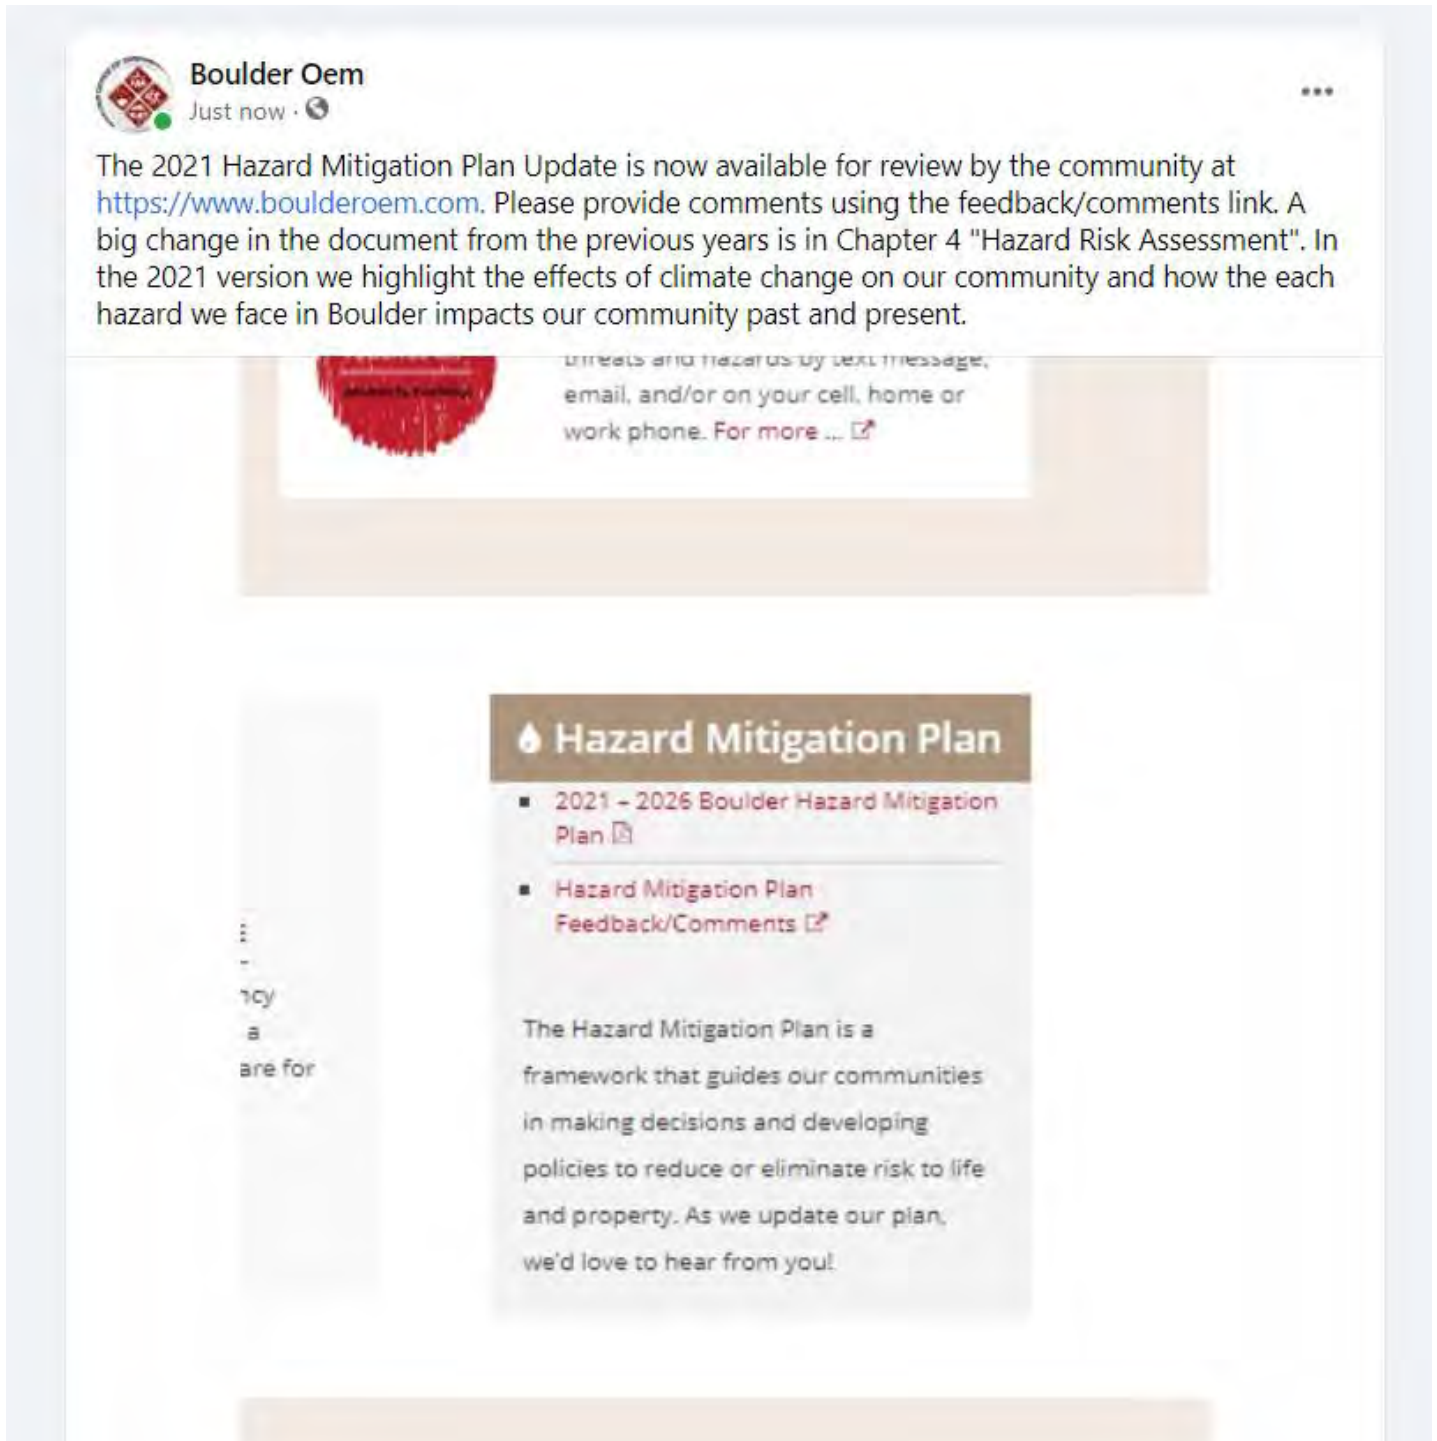 Boulder Oem
Just now ·
The 2021 Hazard Mitigation Plan Update is now available for review by the community at
https://www.boulderoem.com. Please provide comments using the feedback/comments link. A
big change in the document from the previous years is in Chapter 4 "Hazard Risk Assessment". In
the 2021 version we highlight the effects of climate change on our community and how the each
hazard we face in Boulder impacts our community past and present.
threats and hazards by text message,
email, and/or on your cell, home or
work phone. For more ...
Hazard Mitigation Plan
2021 – 2026 Boulder Hazard Mitigation
Plan
Hazard Mitigation Plan
Feedback/Comments
ncy
a
are for
The Hazard Mitigation Plan is a
framework that guides our communities
in making decisions and developing
policies to reduce or eliminate risk to life
and property. As we update our plan,
we'd love to hear from you!